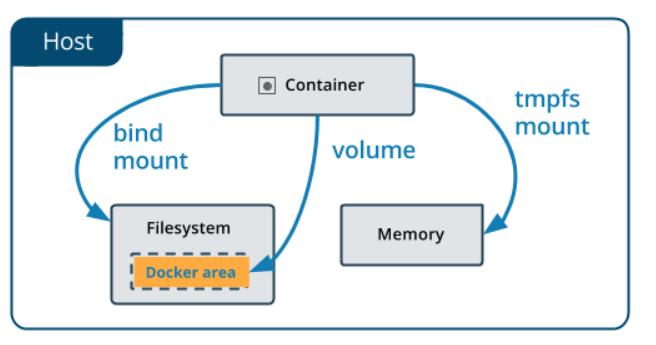 Host
Container
bind
mount
volume
tmpfs
mount
Filesystem
Docker area
Memory